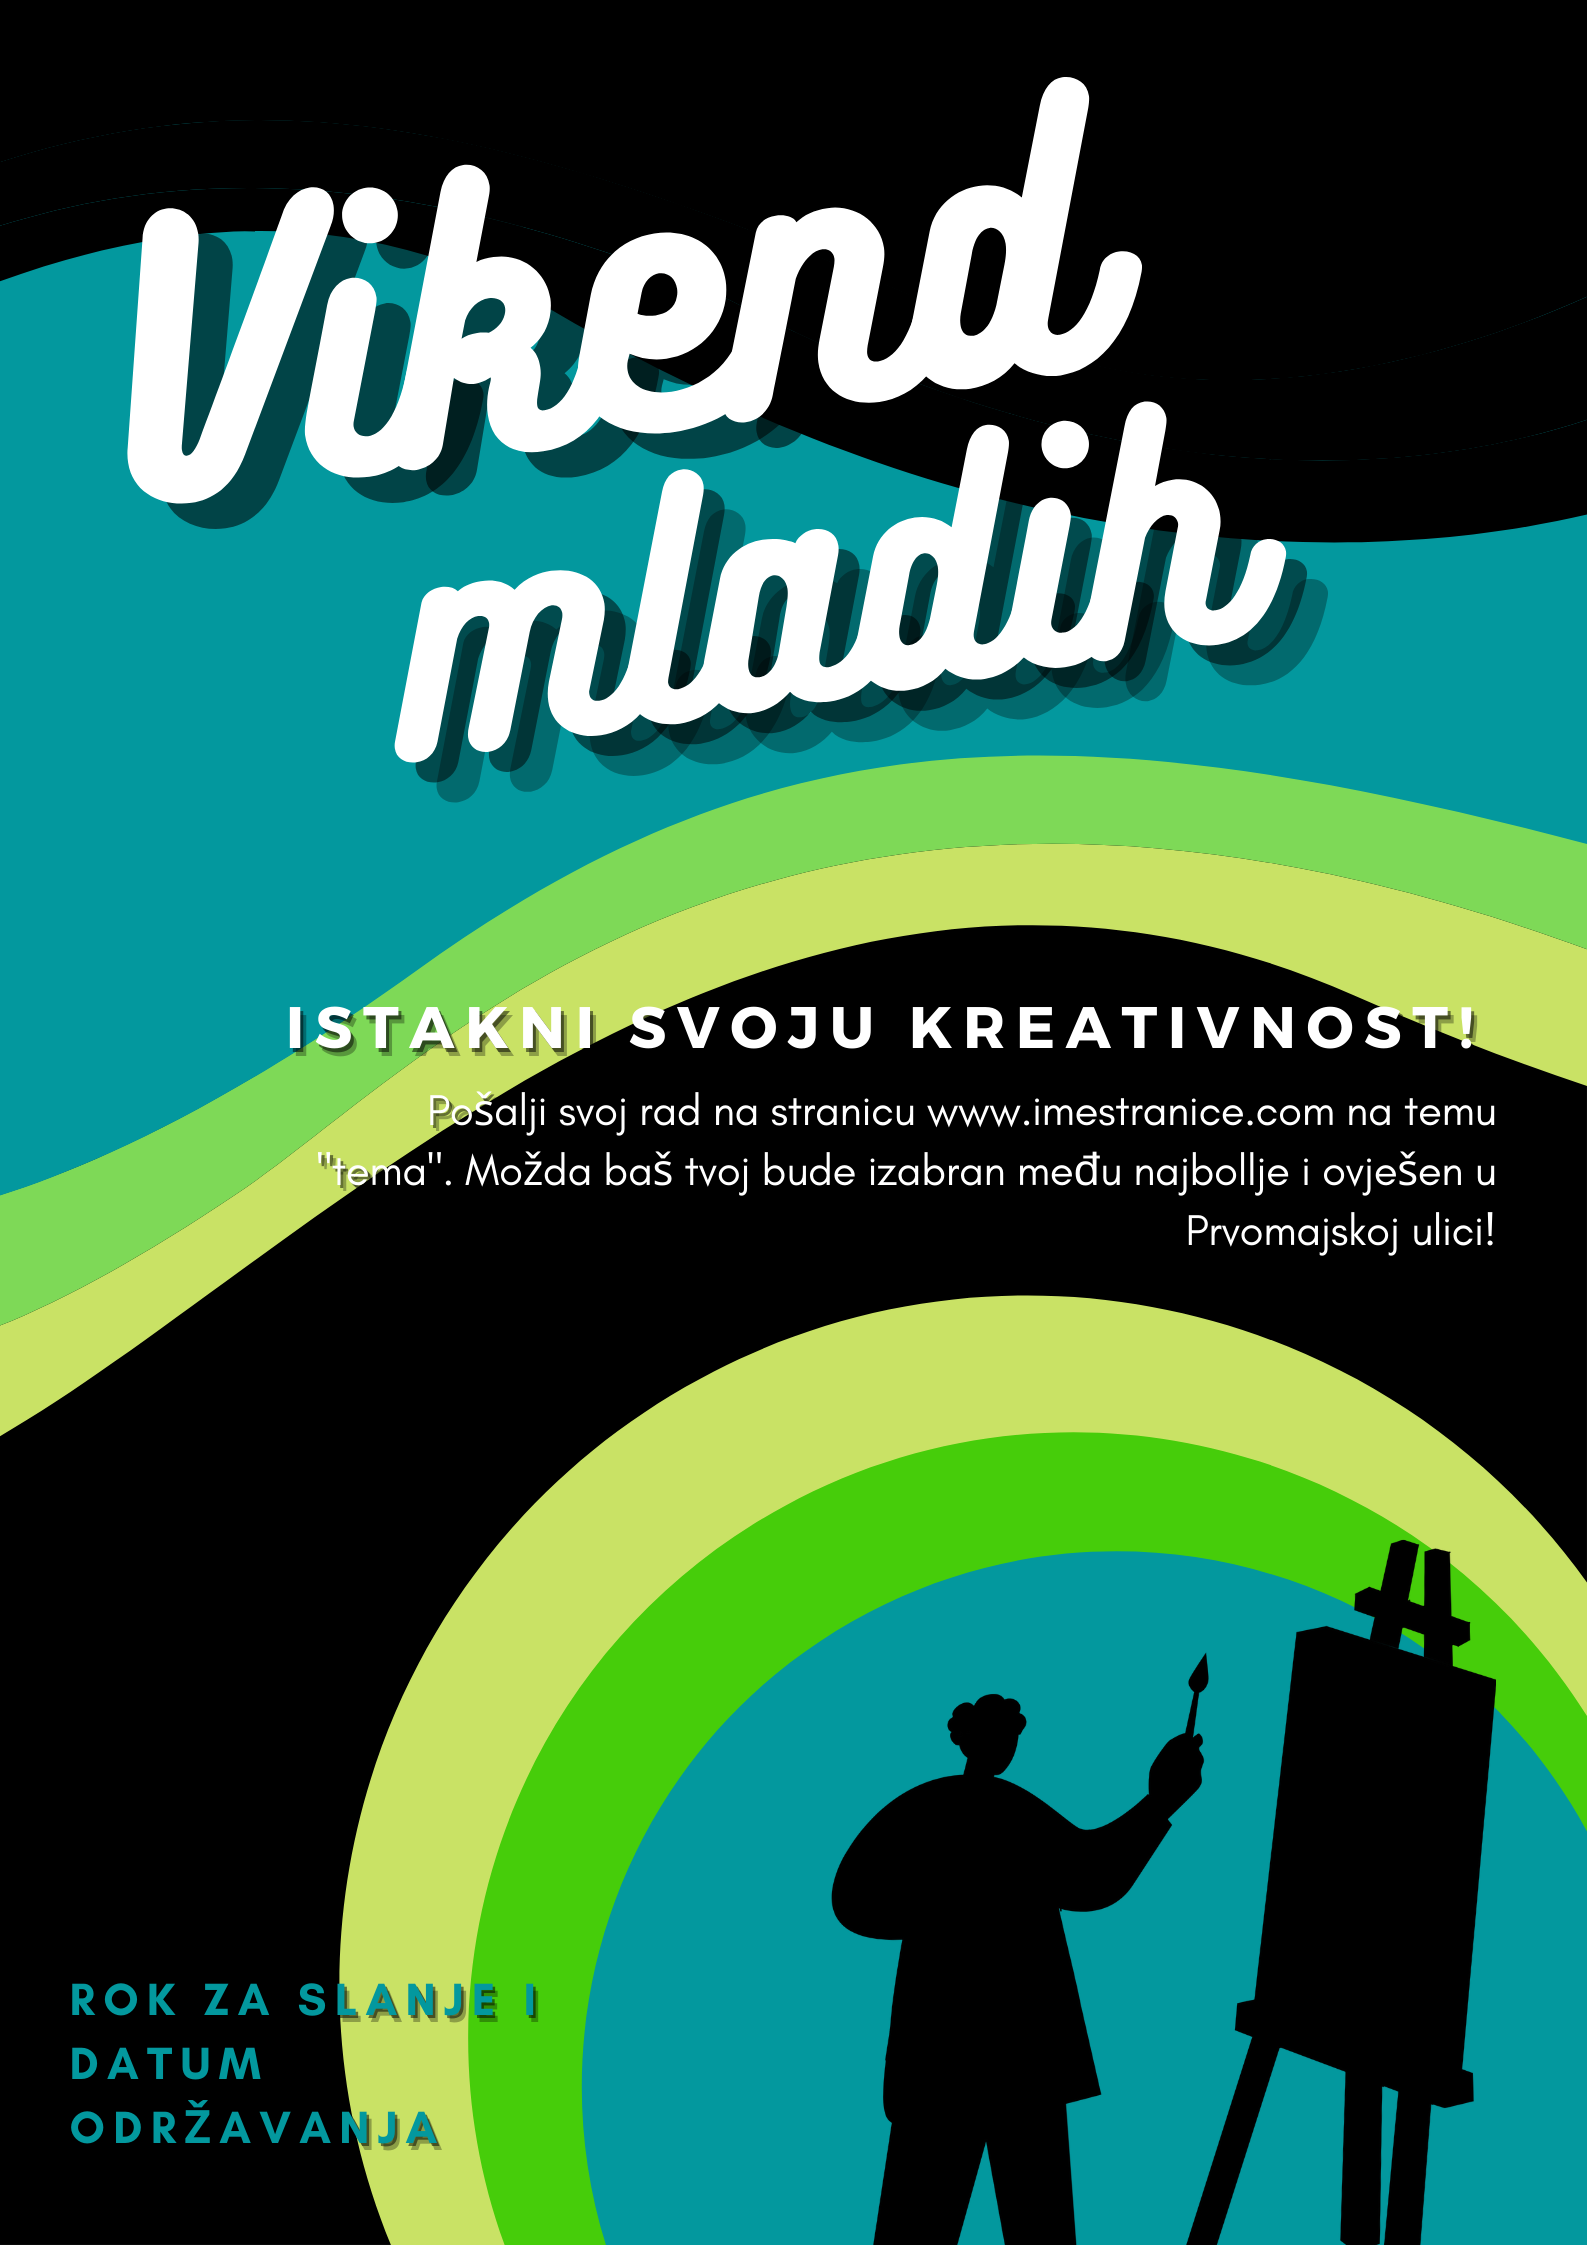 Vikend
mladih
ISTAKNI SVOJU KREATIVNOST!
Pošalji svoj rad na stranicu www.imestranice.com na temu
"tema". Možda baš tvoj bude izabran među najbollje i ovješen u
Prvomajskoj ulici!
ROK ZA SLANJE I
DATUM
ODRŽAVANJA